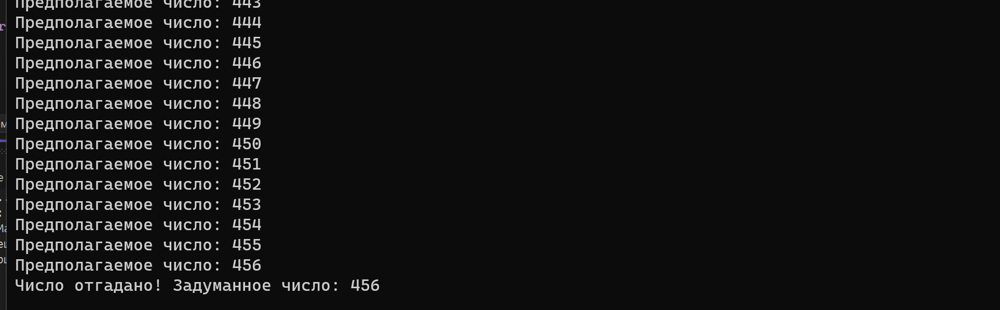 Предполагаемое число: 443
Предполагаемое число: 444
Предполагаемое число: 445
Предполагаемое число: 446
Предполагаемое число: 447
Предполагаемое число: 448
Предполагаемое число: 449
Предполагаемое число: 450
Предполагаемое число: 451
Предполагаемое число: 452
Предполагаемое число: 453
Предполагаемое число: 454
Предполагаемое число: 455
Предполагаемое число: 456
Число отгадано! Задуманное число: 456